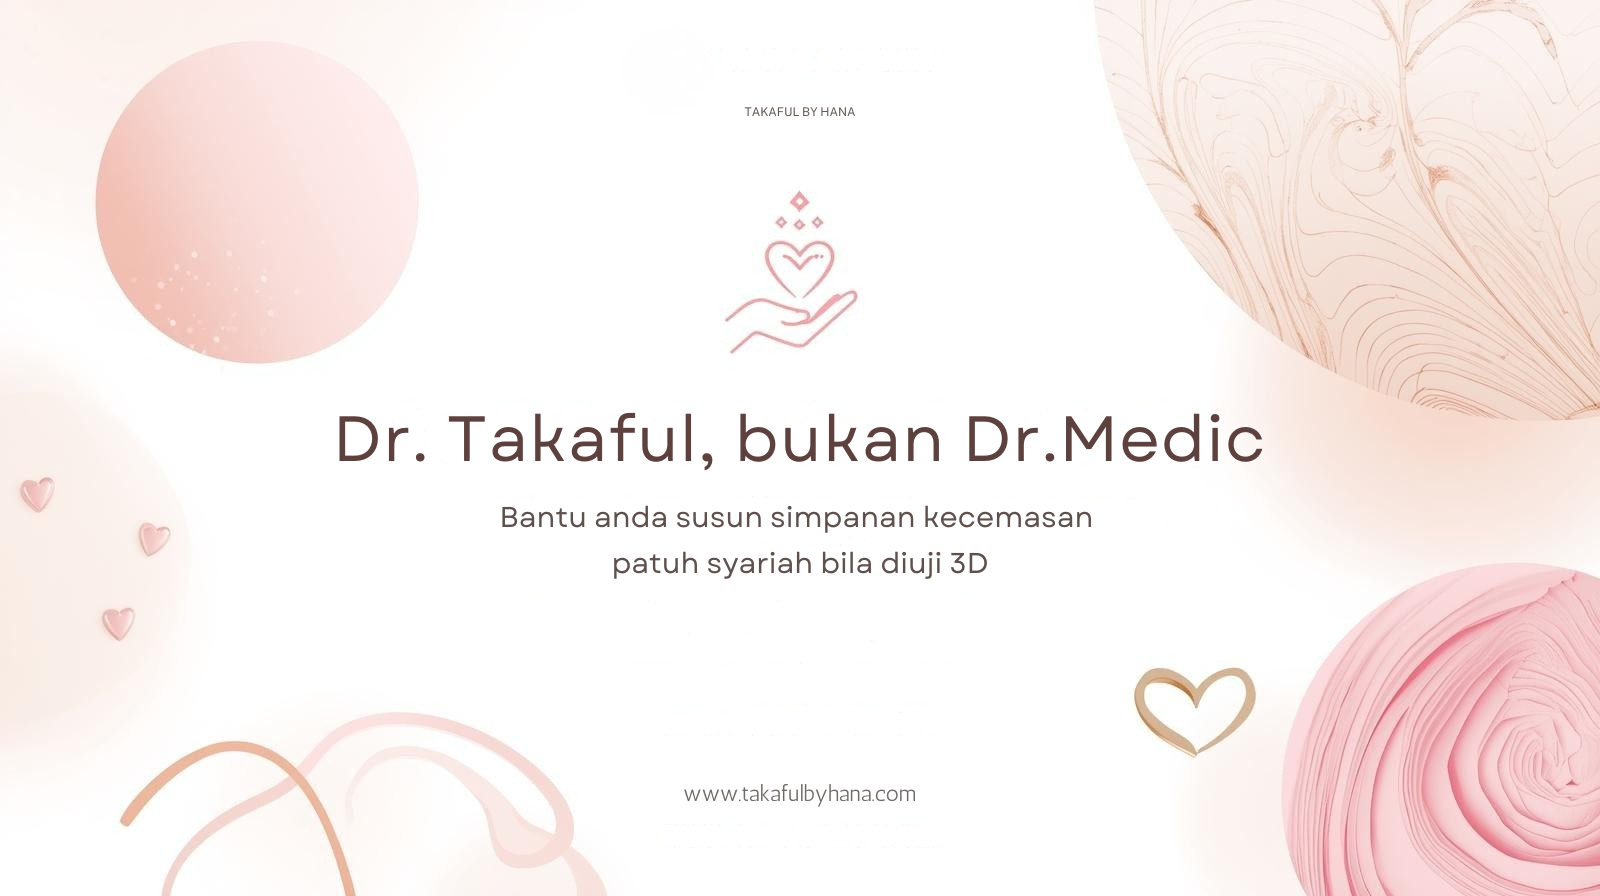 TAKAFUL BY HANA
Dr. Takaful, bukan Dr.Medic
Bantu anda susun simpanan kecemasan
patuh syariah bila diuji 3D
www.takafulbyhana.com